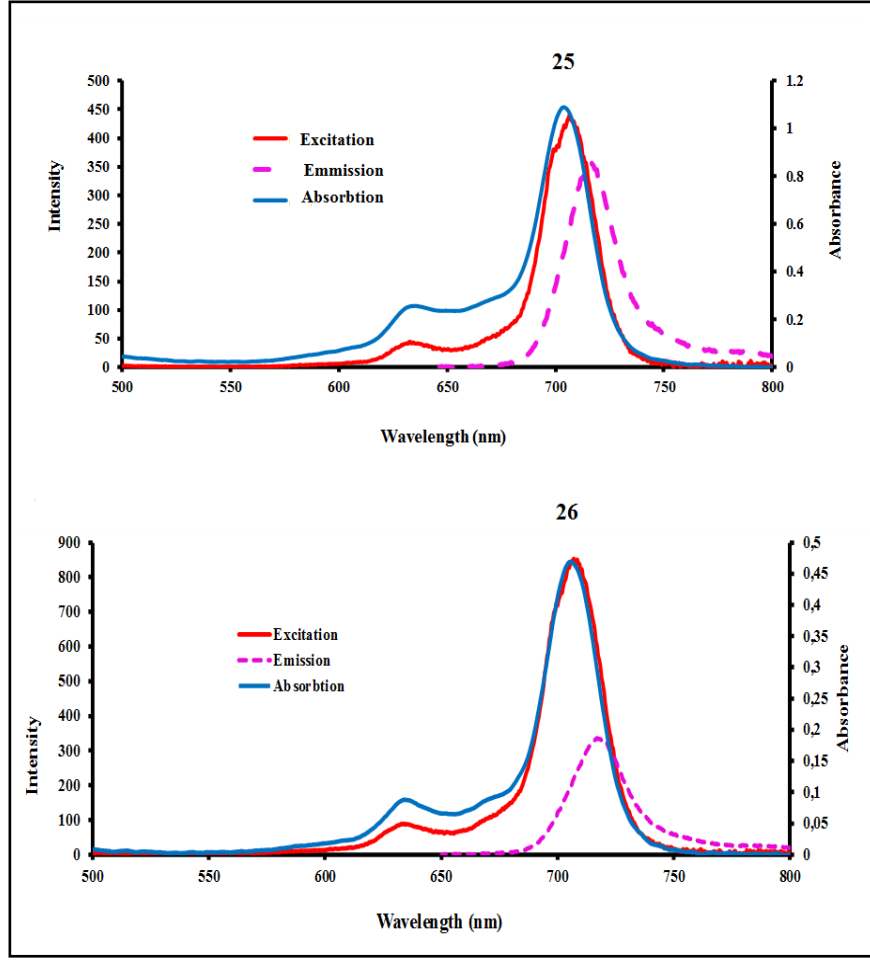 25
500
450
400
350
300
250
200
150
100
50
0
Intensity
Excitation
Emmission
Absorbtion
1.2
1
0.8
0.6
0.4
0.2
0
Absorbance
500 550 600 650 700 750 800
Wavelength (nm)
26
900
800
700
600
500
400
300
200
100
0
Intensity
Excitation
Emission
Absorbtion
0,5
0,45
0,4
0,35
0,3
0,25
0,2
0,15
0,1
0,05
0
Absorbance
500 550 600 650 700 750 800
Wavelength (nm)